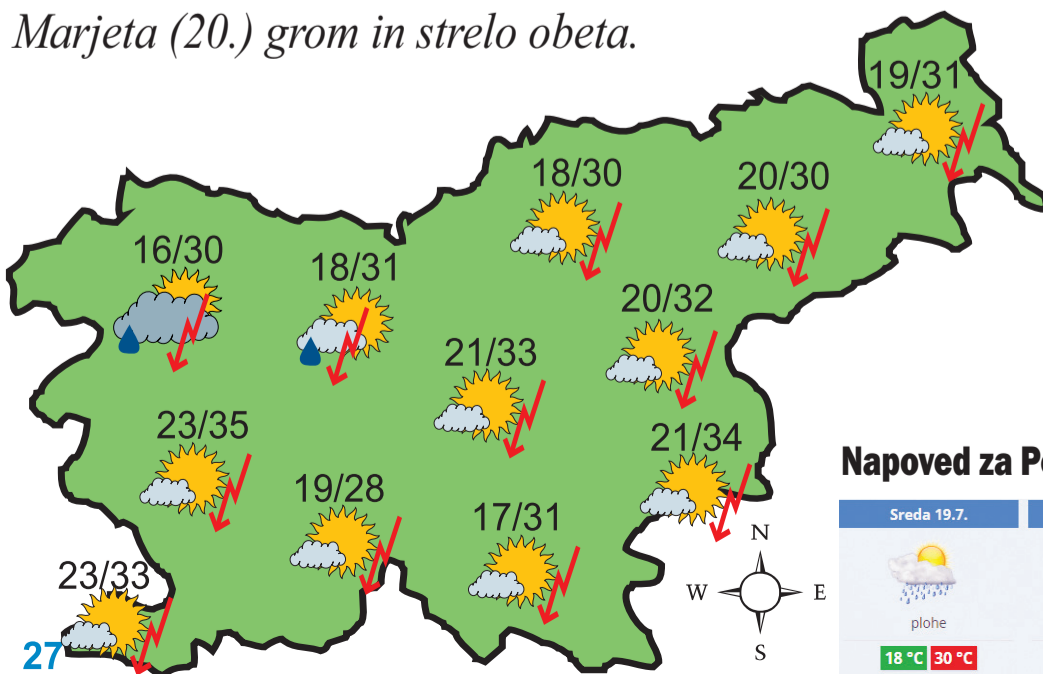 Marjeta (20.) grom in strelo obeta.
19/31
18/30
20/30
16/30
18/31
20/32
21/33
23/35
21/34
19/28
17/31
23/33
27
N
W
E
S
Napoved za
Sreda 19.7.
plohe
18 °C 30 °C